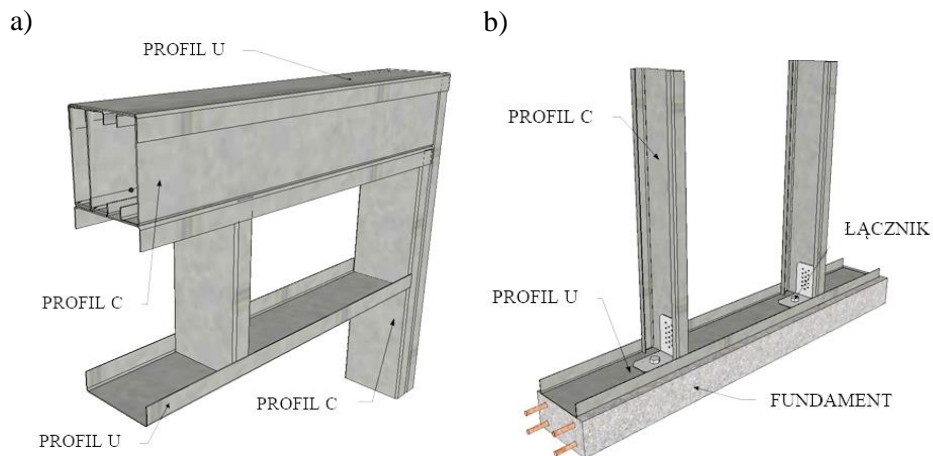 a)
PROFIL U
PROFIL C
PROFIL C
PROFIL U
b)
PROFIL C
ŁĄCZNIK
PROFIL U
FUNDAMENT